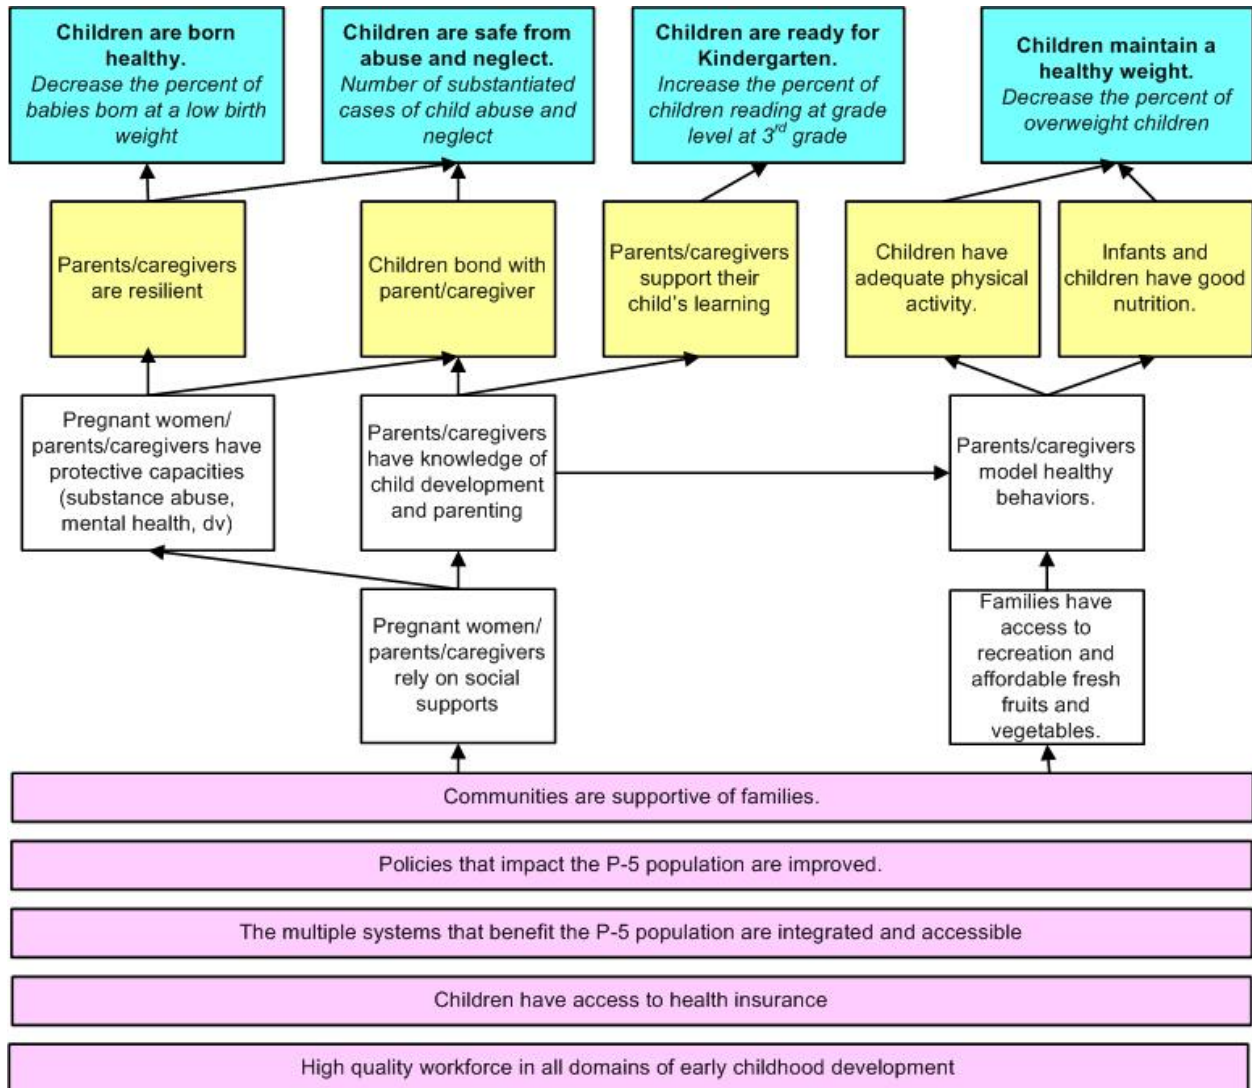 Children are born
healthy.
Decrease the percent of
babies born at a low birth
weight
Children are safe from
abuse and neglect.
Number of substantiated
cases of child abuse and
neglect
Children are ready for
Kindergarten.
Increase the percent of
children reading at grade
level at 3rd grade
Children maintain a
healthy weight.
Decrease the percent of
overweight children
Parents/caregivers
are resilient
Children bond with
parent/caregiver
Parents/caregivers
support their
child's learning
Children have
adequate physical
activity.
Infants and
children have good
nutrition.
Pregnant women/
parents/caregivers have
protective capacities
(substance abuse,
mental health, dv)
Parents/caregivers
have knowledge of
child development
and parenting
Parents/caregivers
model healthy
behaviors.
Pregnant women/
parents/caregivers
rely on social
supports
Families have
access to
recreation and
affordable fresh
fruits and
vegetables.
Communities are supportive of families.
Policies that impact the P-5 population are improved.
The multiple systems that benefit the P-5 population are integrated and accessible
Children have access to health insurance
High quality workforce in all domains of early childhood development